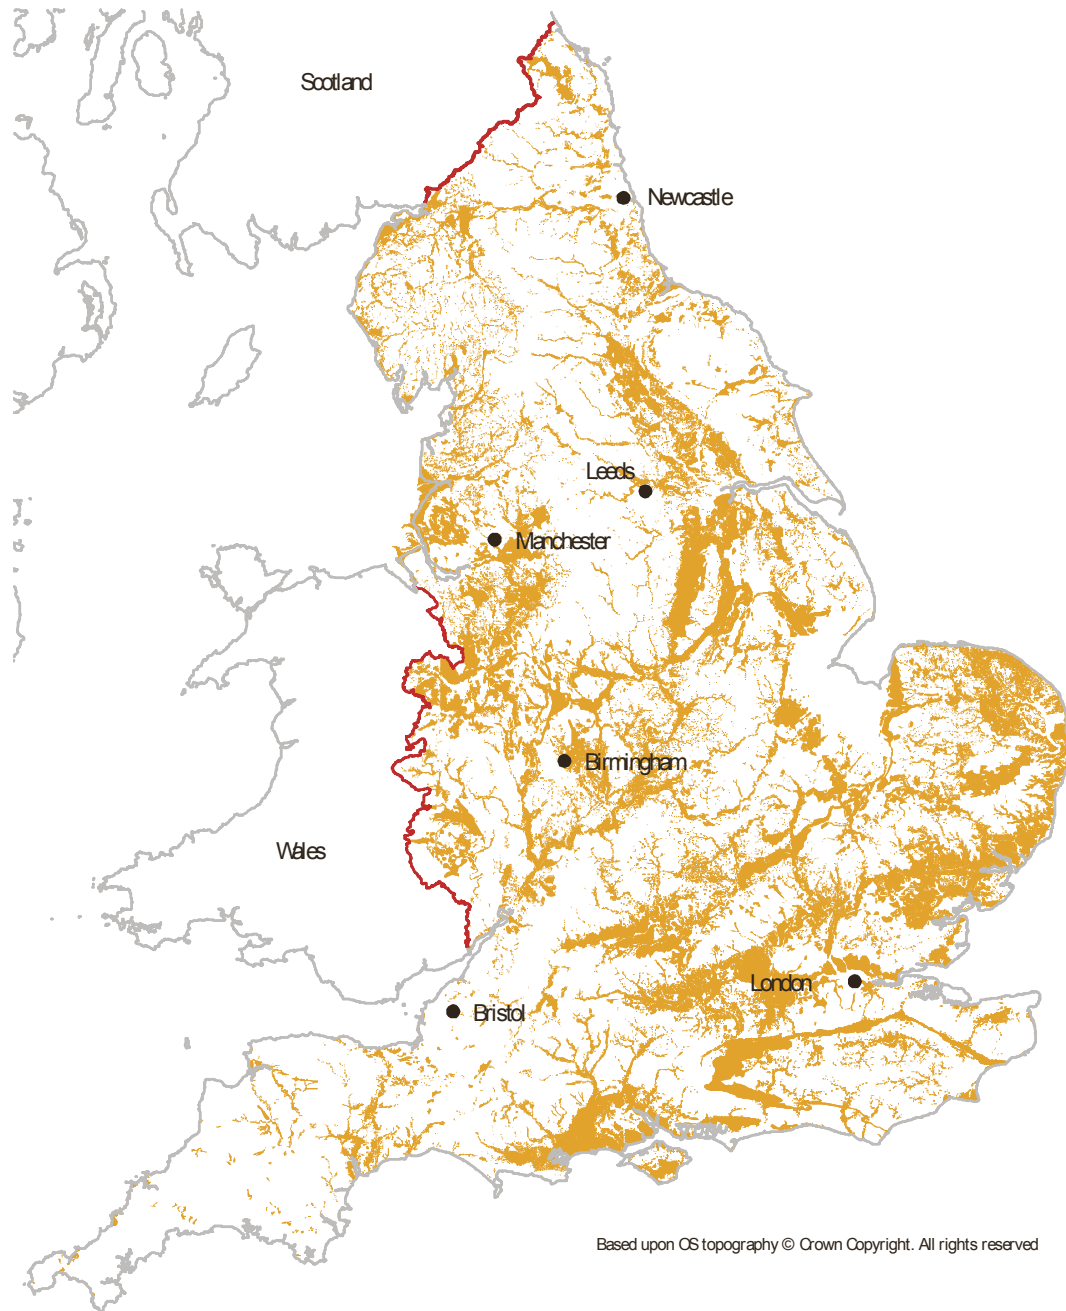 Scotland
Newcastle
Leeds
Manchester
Birmingham
Wales
London
Bristol
Based upon OS topography © Crown Copyright. All rights reserved